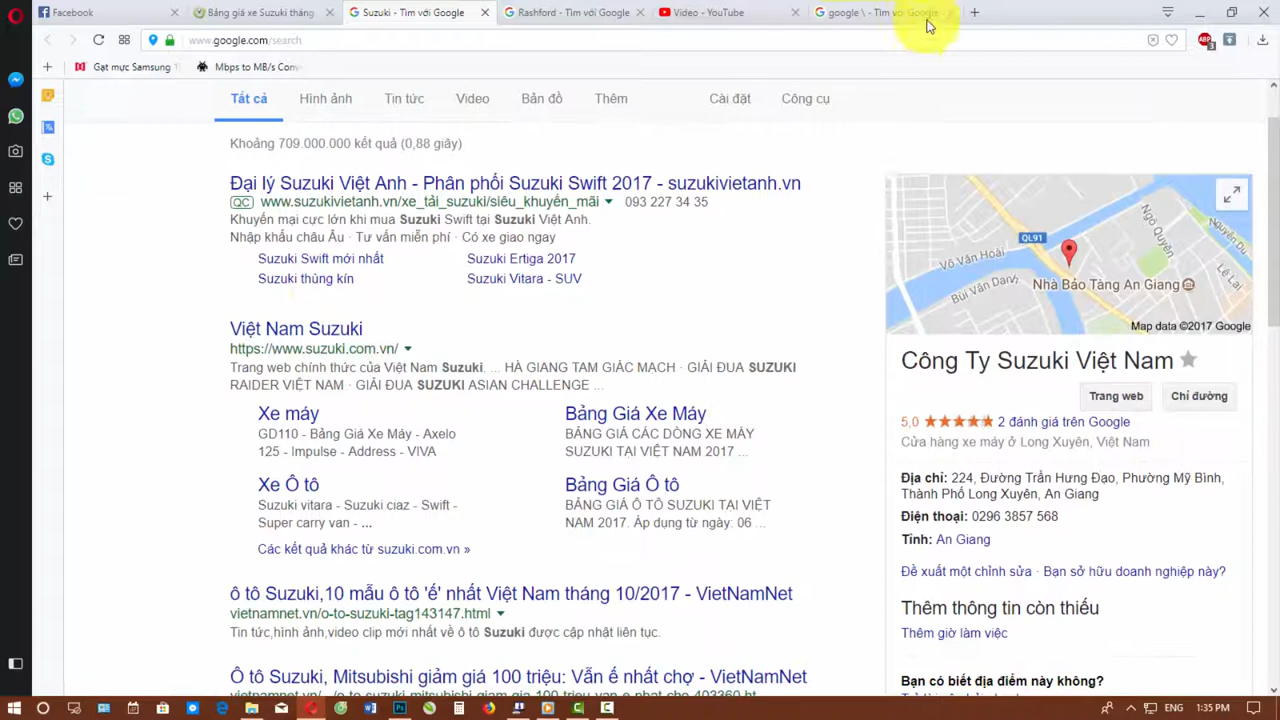 Facebook
Bảng giá xe Suzuki tháng
Suzuki - Tìm với Google
Rashford - Tìm với Google
Video - YouTube
google \ - Tìm với Google
www.google.com/search
ABP
3
Gạt mực Samsung
Mbps to MB/s Con
Tất cả
Hình ảnh
Tin tức
Video
Bản đồ
Thêm
Cài đặt
Công cụ
Khoảng 709.000.000 kết quả (0,88 giây)
Đại lý Suzuki Việt Anh - Phân phối Suzuki Swift 2017 - suzukivietanh.vn
QC www.suzukivietanh.vn/xe_tải_suzuki/siêu_khuyến_mãi 093 227 34 35
Khuyến mại cực lớn khi mua Suzuki Swift tại Suzuki Việt Anh.
Nhập khẩu châu Âu · Tư vấn miễn phí · Có xe giao ngay
Suzuki Swift mới nhất
Suzuki Ertiga 2017
Suzuki thùng kín
Suzuki Vitara - SUV
Việt Nam Suzuki
https://www.suzuki.com.vn/
Trang web chính thức của Việt Nam Suzuki. ... HÀ GIANG TAM GIÁC MẠCH · GIẢI ĐUA SUZUKI
RAIDER VIỆT NAM · GIẢI ĐUA SUZUKI ASIAN CHALLENGE ...
Xe máy
GD110 - Bảng Giá Xe Máy - Axelo
125 - Impulse - Address - VIVA
Bảng Giá Xe Máy
BẢNG GIÁ CÁC DÒNG XE MÁY
SUZUKI TẠI VIỆT NAM 2017 ...
Xe Ô tô
Suzuki vitara - Suzuki ciaz - Swift -
Super carry van - ...
Bảng Giá Ô tô
BẢNG GIÁ Ô TÔ SUZUKI TẠI VIỆT
NAM 2017. Áp dụng từ ngày: 06 ...
Các kết quả khác từ suzuki.com.vn »
ô tô Suzuki,10 mẫu ô tô 'ế' nhất Việt Nam tháng 10/2017 - VietNamNet
vietnamnet.vn/o-to-suzuki-tag143147.html
Tin tức,hình ảnh,video clip mới nhất về ô tô Suzuki được cập nhật liên tục.
Ô tô Suzuki, Mitsubishi giảm giá 100 triệu: Vẫn ế nhất chợ - VietNamNet
QL91
Võ Văn Hoài
Bùi Văn Danh
Ngô Quyền
Nguyễn Du
Lê Lai
Nhà Bảo Tàng An Giang
Map data ©2017 Google
Công Ty Suzuki Việt Nam
Trang web
Chỉ đường
5,0 2 đánh giá trên Google
Cửa hàng xe máy ở Long Xuyên, Việt Nam
Địa chỉ: 224, Đường Trần Hưng Đạo, Phường Mỹ Bình,
Thành Phố Long Xuyên, An Giang
Điện thoại: 0296 3857 568
Tỉnh: An Giang
Đề xuất một chỉnh sửa · Bạn sở hữu doanh nghiệp này?
Thêm thông tin còn thiếu
Thêm giờ làm việc
Bạn có biết địa điểm này không?
ENG
1:35 PM